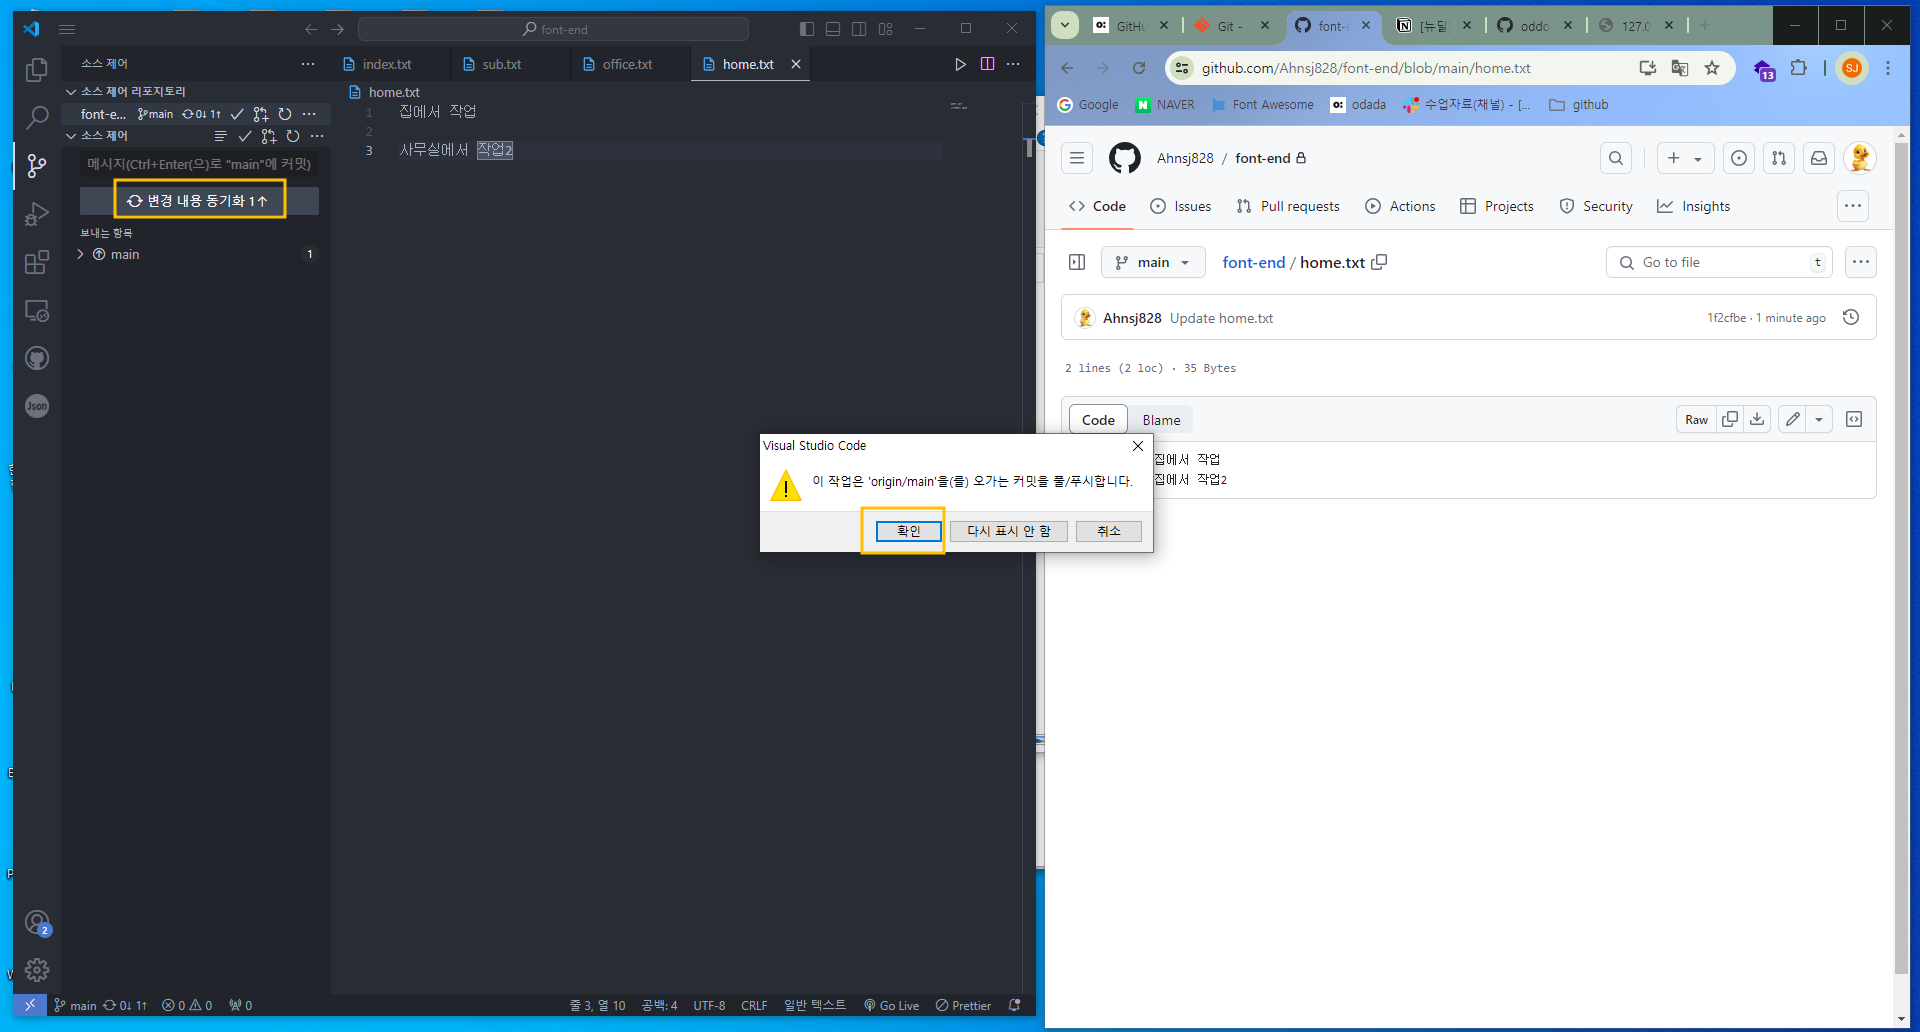 font-end
소스 제어
index.txt
sub.txt
office.txt
home.txt
소스 제어 리포지토리
font-e...
main
0↓ 1↑
소스 제어
메시지(Ctrl+Enter(으)로 "main"에 커밋)
변경 내용 동기화 1↑
보내는 항목
main
1
home.txt
1 집에서 작업
2
3 사무실에서 작업2
Json
2
main 0↓ 1↑
0 0
0
줄 3, 열 10
공백: 4
UTF-8
CRLF
일반 텍스트
Go Live
Prettier
Visual Studio Code
이 작업은 'origin/main'을(를) 오가는 커밋을 풀/푸시합니다.
확인
다시 표시 안 함
취소
GitHu
Git -
font-
[뉴딜
oddo
127.0
github.com/Ahnsj828/font-end/blob/main/home.txt
13
SJ
Google
NAVER
Font Awesome
odada
수업자료(채널) - [...
github
Ahnsj828 / font-end
Code
Issues
Pull requests
Actions
Projects
Security
Insights
main
font-end / home.txt
Go to file
t
Ahnsj828 Update home.txt
1f2cfbe · 1 minute ago
2 lines (2 loc) · 35 Bytes
Code
Blame
Raw
집에서 작업
집에서 작업2